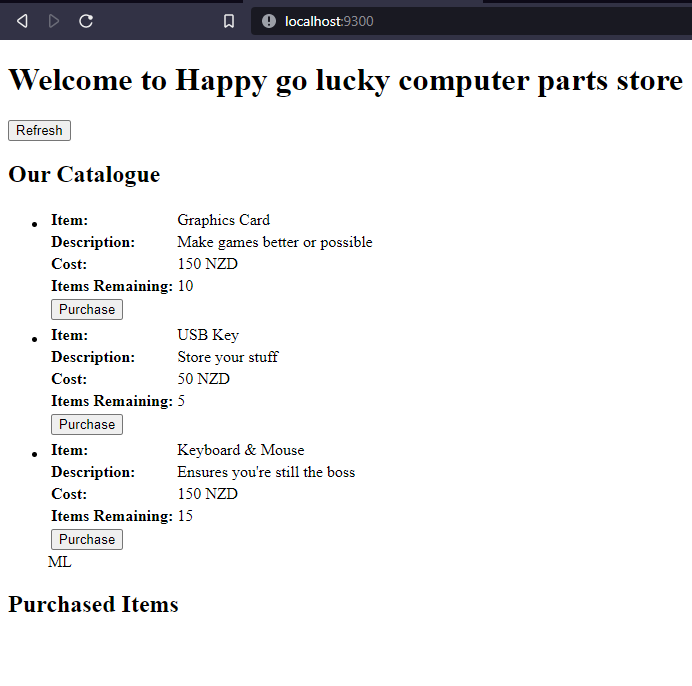 localhost:9300
Welcome to Happy go lucky computer parts store
Refresh
Our Catalogue
Item: Graphics Card
Description: Make games better or possible
Cost: 150 NZD
Items Remaining: 10
Purchase
Item: USB Key
Description: Store your stuff
Cost: 50 NZD
Items Remaining: 5
Purchase
Item: Keyboard & Mouse
Description: Ensures you're still the boss
Cost: 150 NZD
Items Remaining: 15
Purchase
ML
Purchased Items